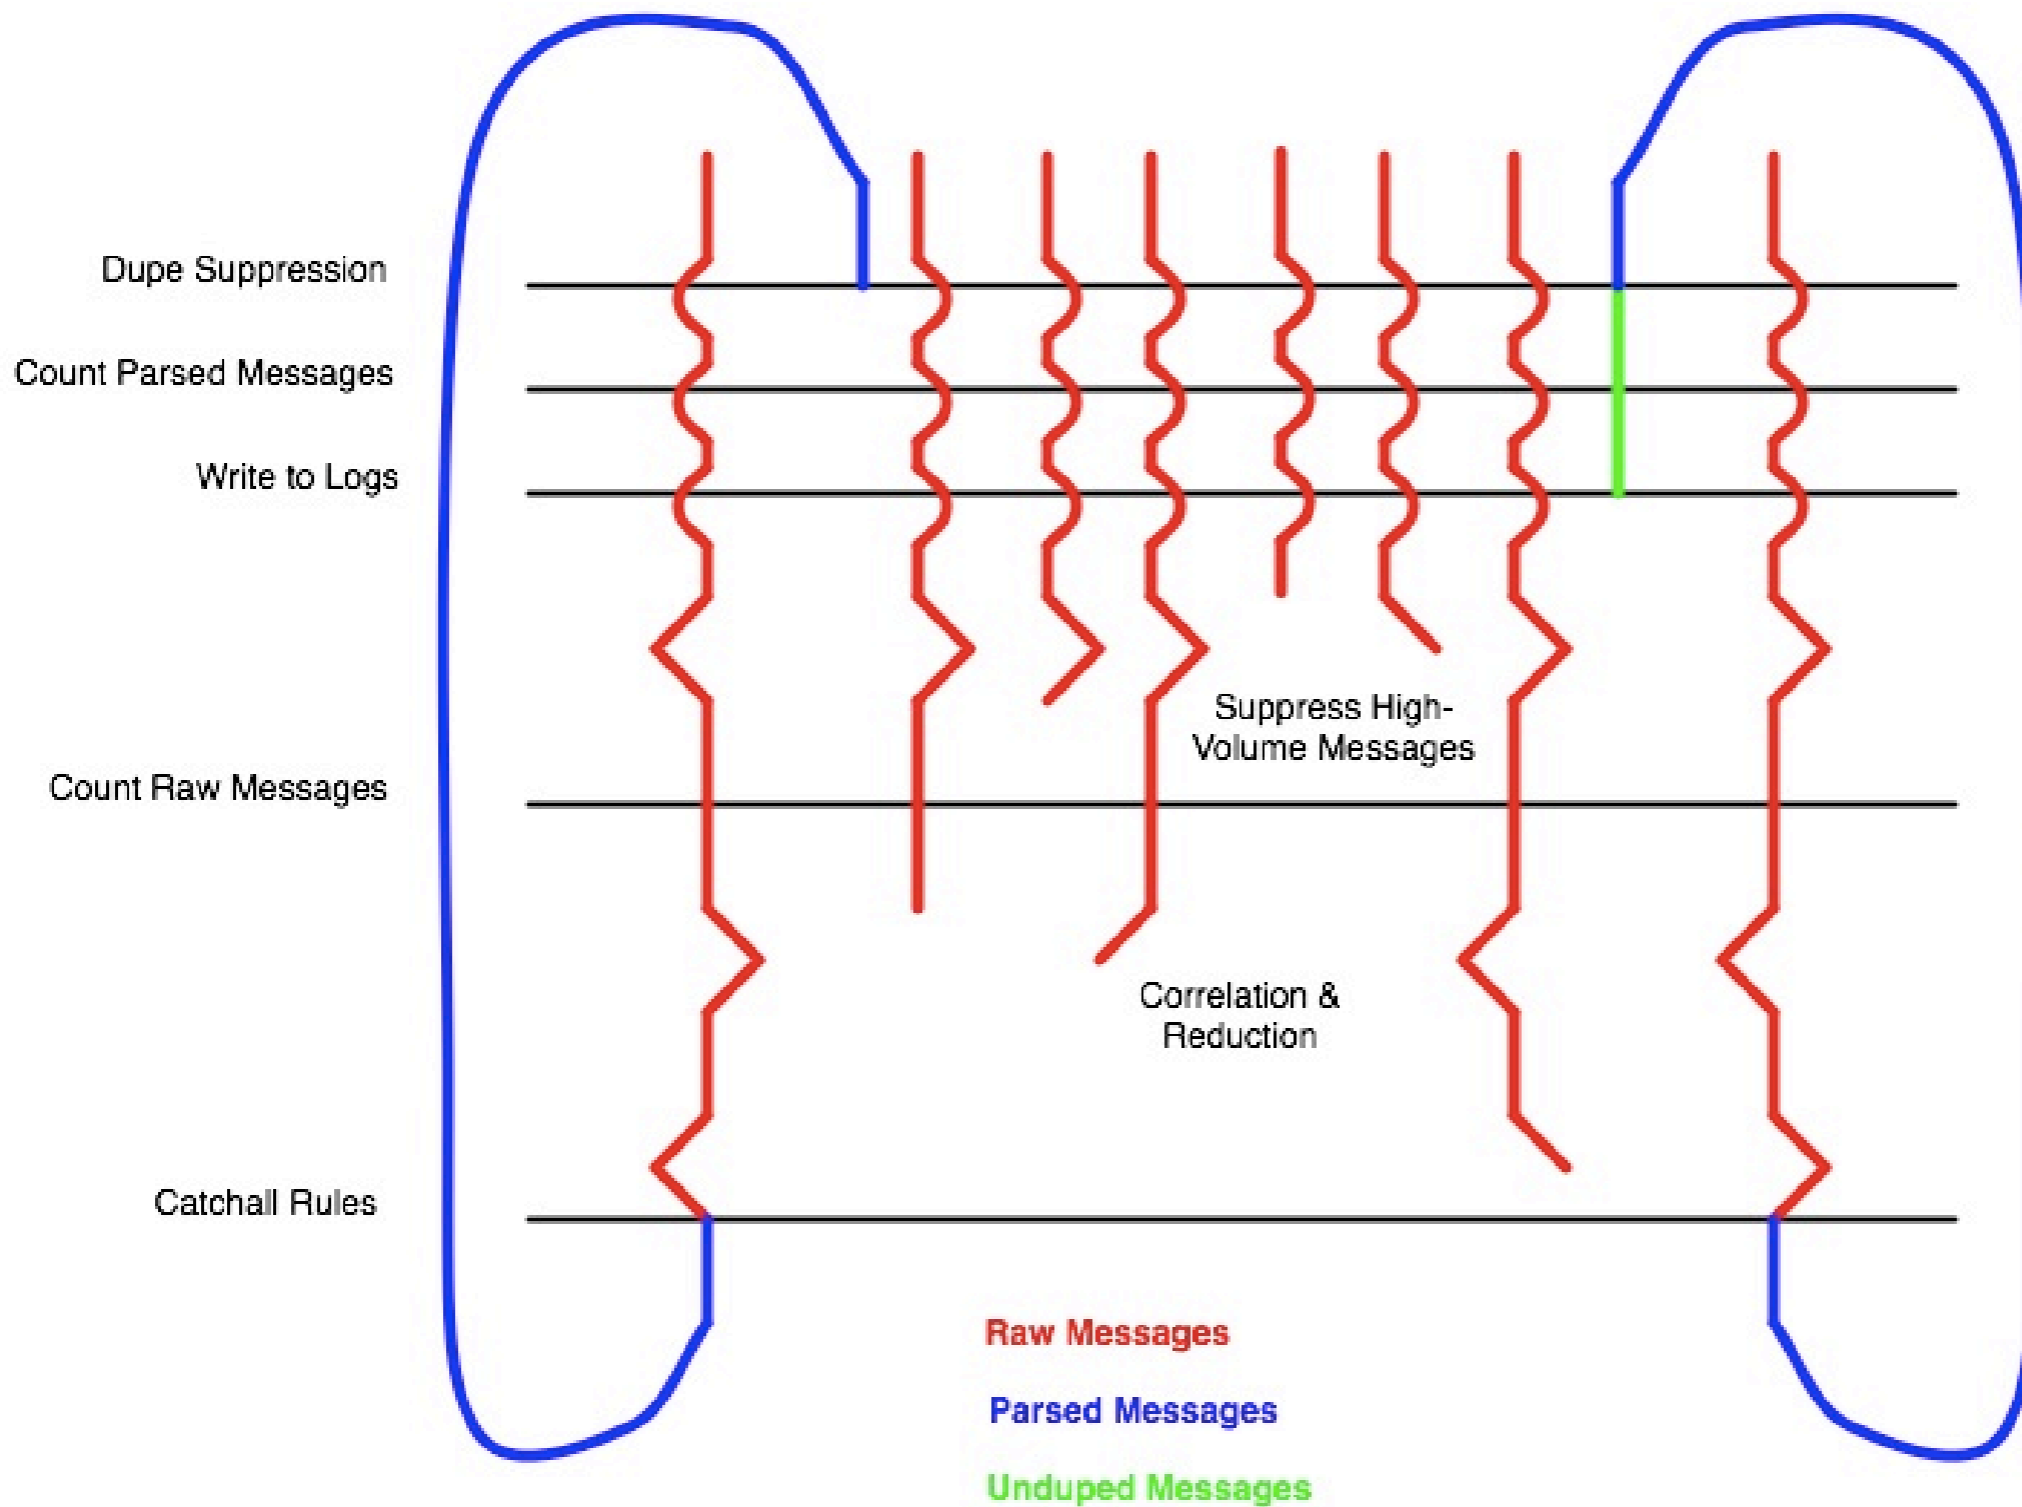 Dupe Suppression
Count Parsed Messages
Write to Logs
Suppress High-
Volume Messages
Count Raw Messages
Correlation &
Reduction
Catchall Rules
Raw Messages
Parsed Messages
Unduped Messages